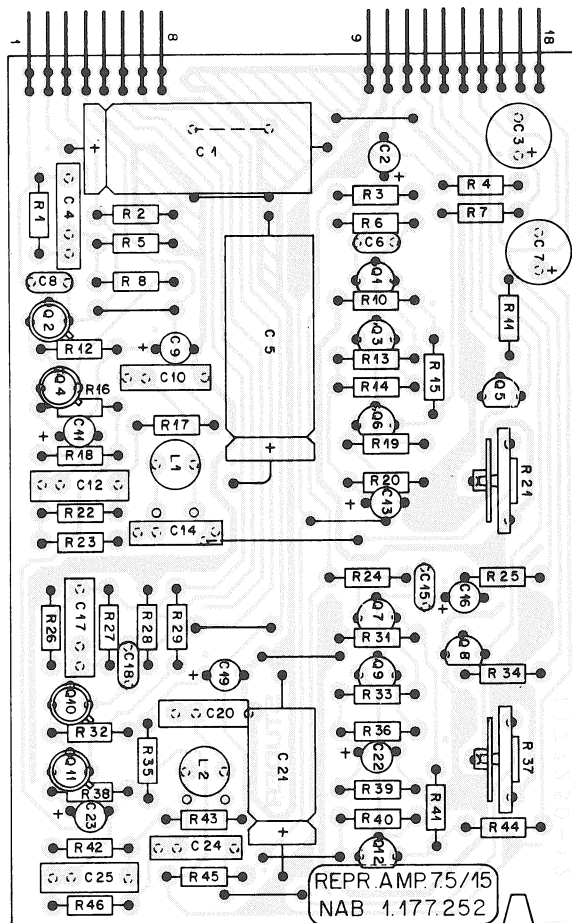 1
8
9
18
C1
C2
C3
R1
C4
R2
R3
R4
R5
R6
R7
C6
C7
C8
R8
Q1
R10
C5
R11
Q2
R12
C9
Q3
R13
R15
C10
R14
Q5
Q4
R16
C11
R17
Q6
R19
R18
L1
R20
R21
C12
C13
R22
C14
R23
R24
C15
C16
R25
R26
C17
R27
C18
R28
R29
Q7
R31
Q8
C19
Q9
R34
Q10
R33
C20
C21
R32
R36
R35
L2
C22
R37
Q11
R38
R39
R41
C23
R43
R40
R44
R42
C24
Q12
C25
R45
R46
REPR.AMP.7.5/15
NAB 1.177.252